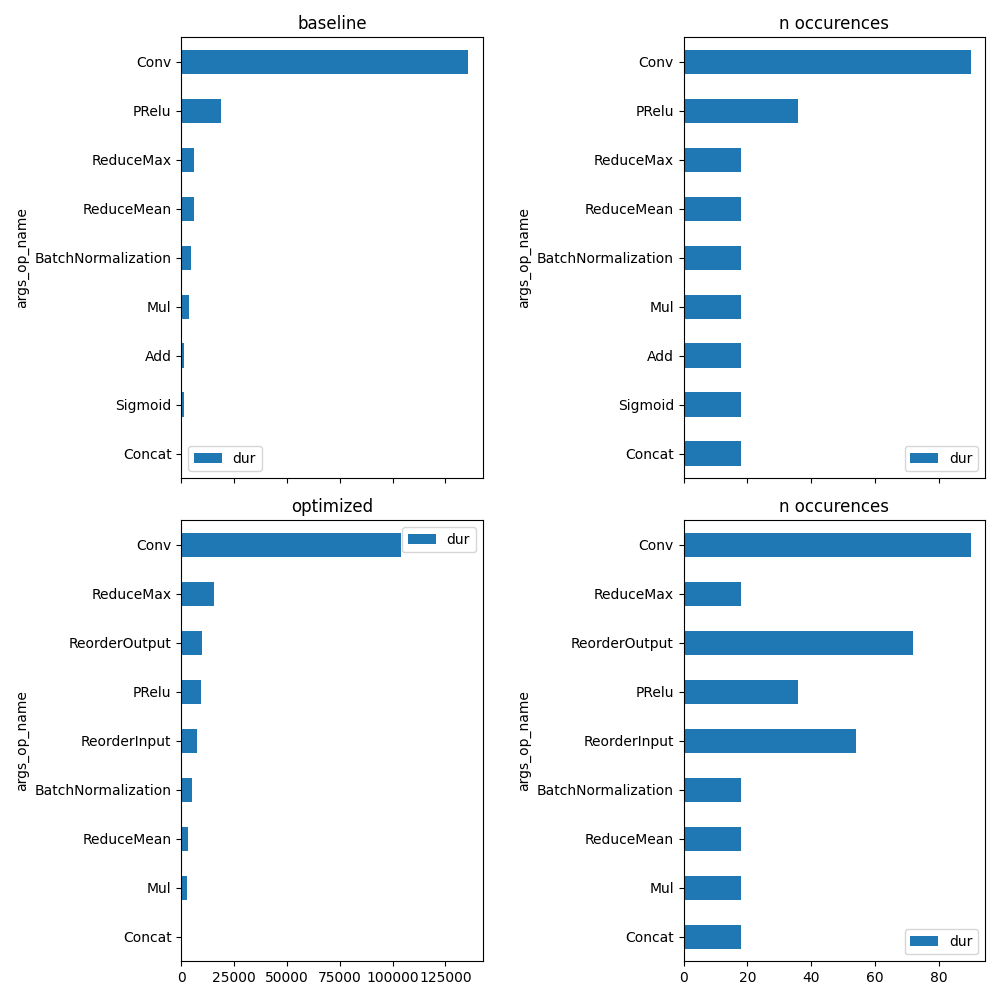 baseline
Conv
PRelu
ReduceMax
ReduceMean
BatchNormalization
Mul
Add
Sigmoid
Concat
args_op_name
dur
n occurences
Conv
PRelu
ReduceMax
ReduceMean
BatchNormalization
Mul
Add
Sigmoid
Concat
args_op_name
dur
optimized
Conv
ReduceMax
ReorderOutput
PRelu
ReorderInput
BatchNormalization
ReduceMean
Mul
Concat
args_op_name
dur
0 25000 50000 75000 100000 125000
n occurences
Conv
ReduceMax
ReorderOutput
PRelu
ReorderInput
BatchNormalization
ReduceMean
Mul
Concat
args_op_name
dur
0 20 40 60 80